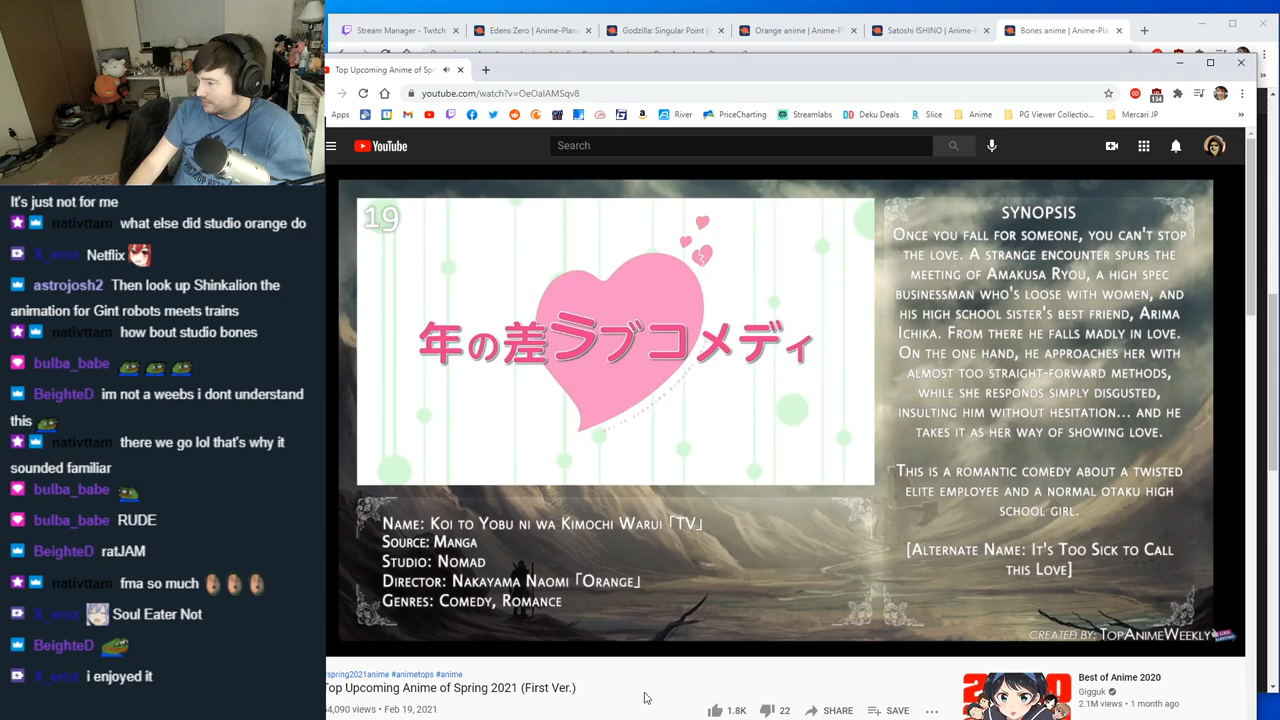 Stream Manager - Twitch
Edens Zero | Anime-Plan
Godzilla: Singular Point |
Orange anime | Anime-P
Satoshi ISHINO | Anime-
Bones anime | Anime-Pla
Top Upcoming Anime of Spr
youtube.com/watch?v=OeOalAMSqv8
134
Apps
River
PriceCharting
Streamlabs
Deku Deals
Slice
Anime
PG Viewer Collectio...
Mercari JP
YouTube
Search
It's just not for me
nativttam what else did studio orange do
X_eroz Netflix
astrojosh2 Then look up Shinkalion the
animation for Gint robots meets trains
nativttam how bout studio bones
bulba_babe
BeighteD im not a weebs i dont understand
this
nativttam there we go lol that's why it
sounded familiar
bulba_babe
bulba_babe RUDE
BeighteD ratJAM
nativttam fma so much
X_eroz Soul Eater Not
BeighteD
X_eroz i enjoyed it
19
年の差ラブコメディ
Name: Koi to Yobu ni wa Kimochi Warui「TV」
Source: Manga
Studio: Nomad
Director: Nakayama Naomi「Orange」
Genres: Comedy, Romance
Synopsis
Once you fall for someone, you can't stop
the love. A strange encounter spurs the
meeting of Amakusa Ryou, a high spec
businessman who's loose with women, and
his high school sister's best friend, Arima
Ichika. From there he falls madly in love.
On the one hand, he approaches her with
almost too straight-forward methods,
while she responds simply disgusted,
insulting him without hesitation... and he
takes it as her way of showing love.
This is a romantic comedy about a twisted
elite employee and a normal otaku high
school girl.
[Alternate Name: It's Too Sick to Call
this Love]
Created by: TopAnimeWeekly
spring2021anime #animetops #anime
Top Upcoming Anime of Spring 2021 (First Ver.)
4,090 views • Feb 19, 2021
1.8K
22
SHARE
SAVE
Best of Anime 2020
Gigguk
2.1M views • 1 month ago